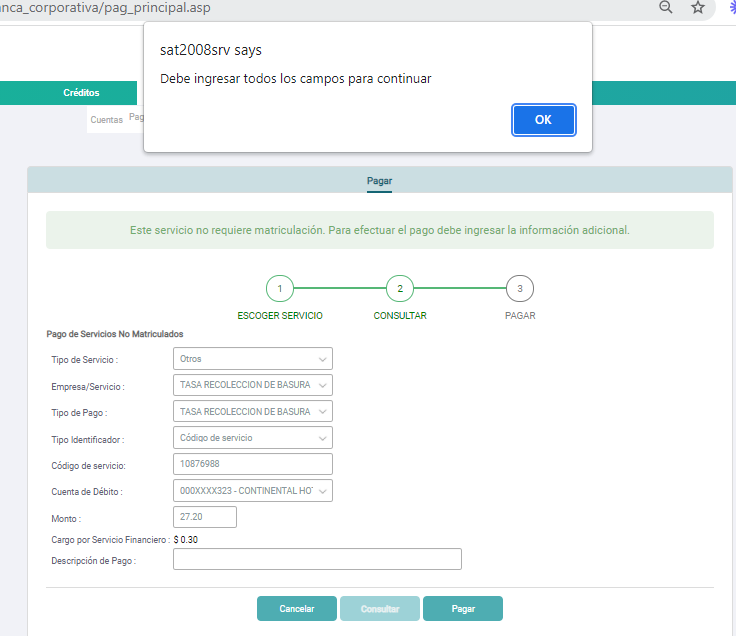 anca_corporativa/pag_principal.asp
sat2008srv says
Debe ingresar todos los campos para continuar
OK
Créditos
Cuentas Pag
Pagar
Este servicio no requiere matriculación. Para efectuar el pago debe ingresar la información adicional.
1 2 3
ESCOGER SERVICIO CONSULTAR PAGAR
Pago de Servicios No Matriculados
Tipo de Servicio : Otros
Empresa/Servicio : TASA RECOLECCION DE BASURA
Tipo de Pago : TASA RECOLECCION DE BASURA
Tipo Identificador : Código de servicio
Código de servicio: 10876988
Cuenta de Débito : 000XXXX323 - CONTINENTAL HO
Monto : 27.20
Cargo por Servicio Financiero : $ 0.30
Descripción de Pago :
Cancelar Consultar Pagar